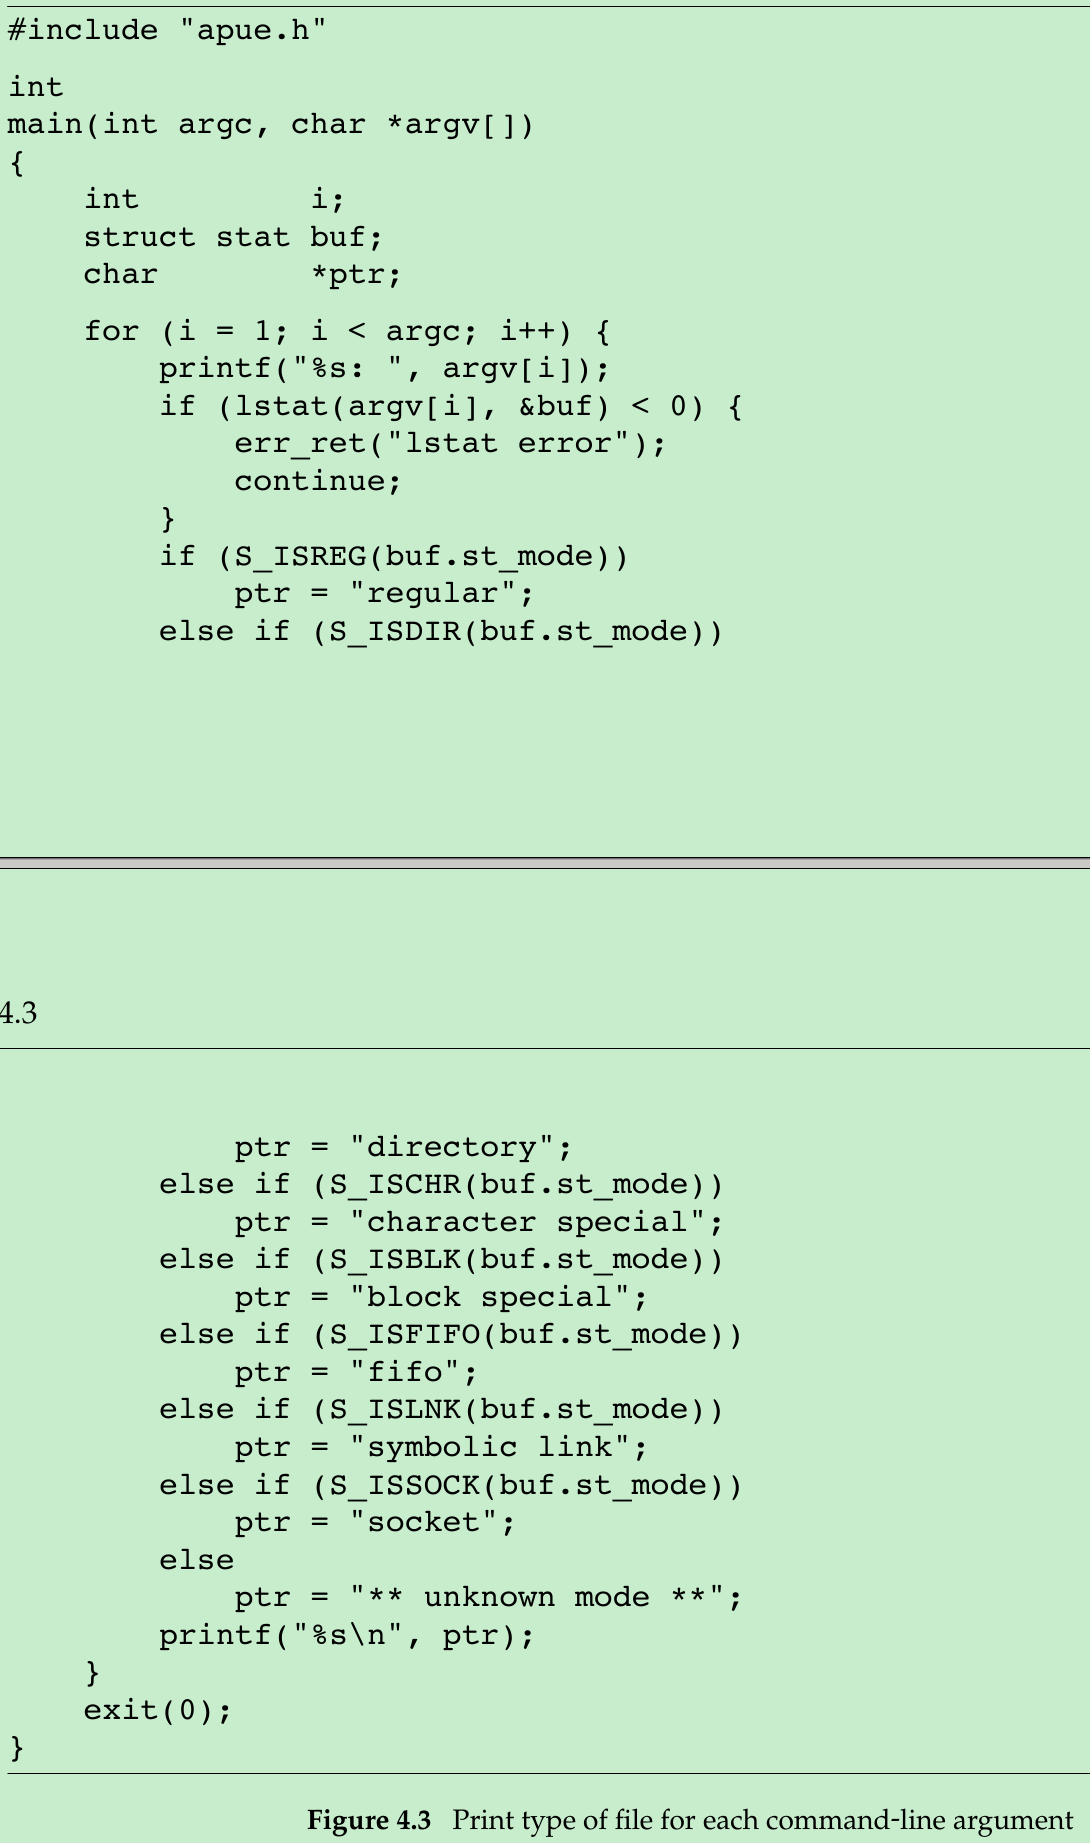 #include "apue.h"
int
main(int argc, char *argv[])
{
    int         i;
    struct stat buf;
    char        *ptr;
    for (i = 1; i < argc; i++) {
        printf("%s: ", argv[i]);
        if (lstat(argv[i], &buf) < 0) {
            err_ret("lstat error");
            continue;
        }
        if (S_ISREG(buf.st_mode))
            ptr = "regular";
        else if (S_ISDIR(buf.st_mode))
4.3
            ptr = "directory";
        else if (S_ISCHR(buf.st_mode))
            ptr = "character special";
        else if (S_ISBLK(buf.st_mode))
            ptr = "block special";
        else if (S_ISFIFO(buf.st_mode))
            ptr = "fifo";
        else if (S_ISLNK(buf.st_mode))
            ptr = "symbolic link";
        else if (S_ISSOCK(buf.st_mode))
            ptr = "socket";
        else
            ptr = "** unknown mode **";
        printf("%s\n", ptr);
    }
    exit(0);
}
Figure 4.3 Print type of file for each command-line argument